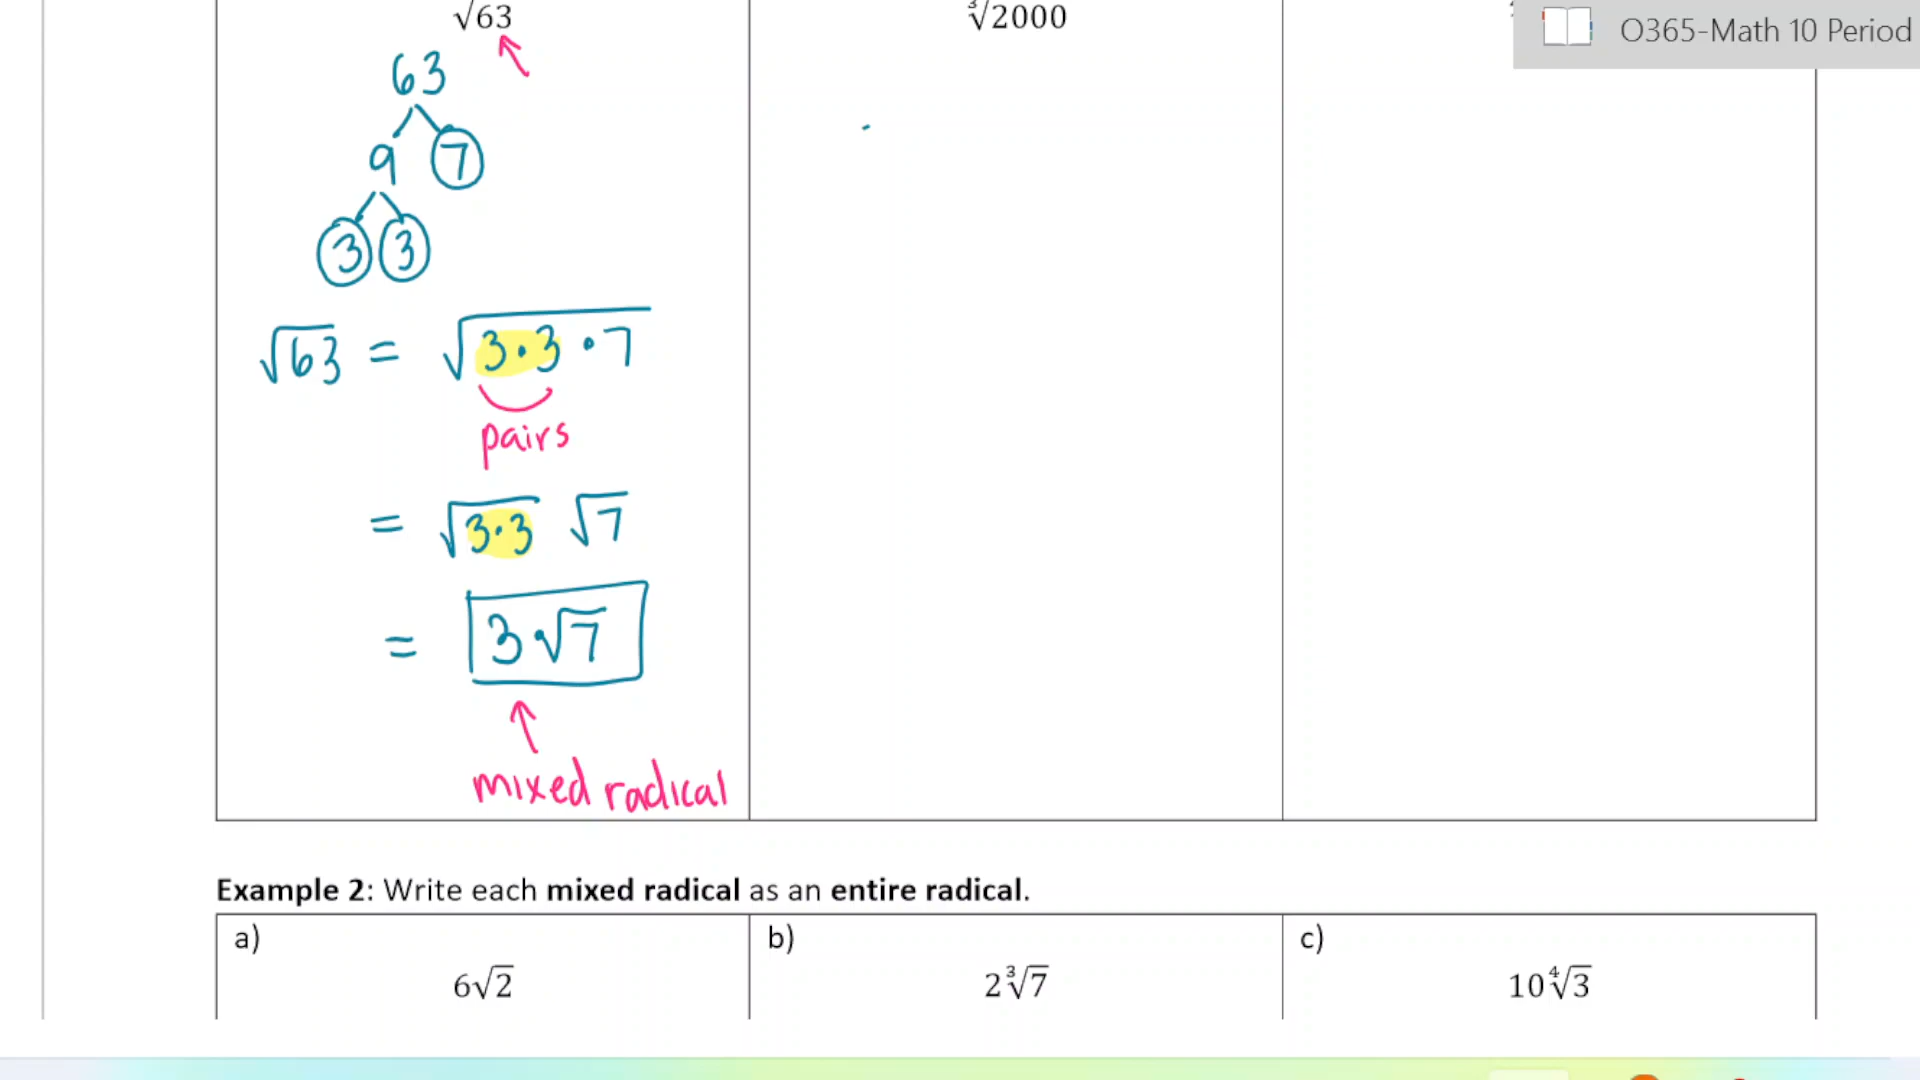 √63
∛2000
O365-Math 10 Period
63
9 7
3 3
√63 = √3·3·7
pairs
= √3·3 √7
= 3·√7
mixed radical
Example 2: Write each mixed radical as an entire radical.
a) b) c)
6√2 2∛7 10∜3